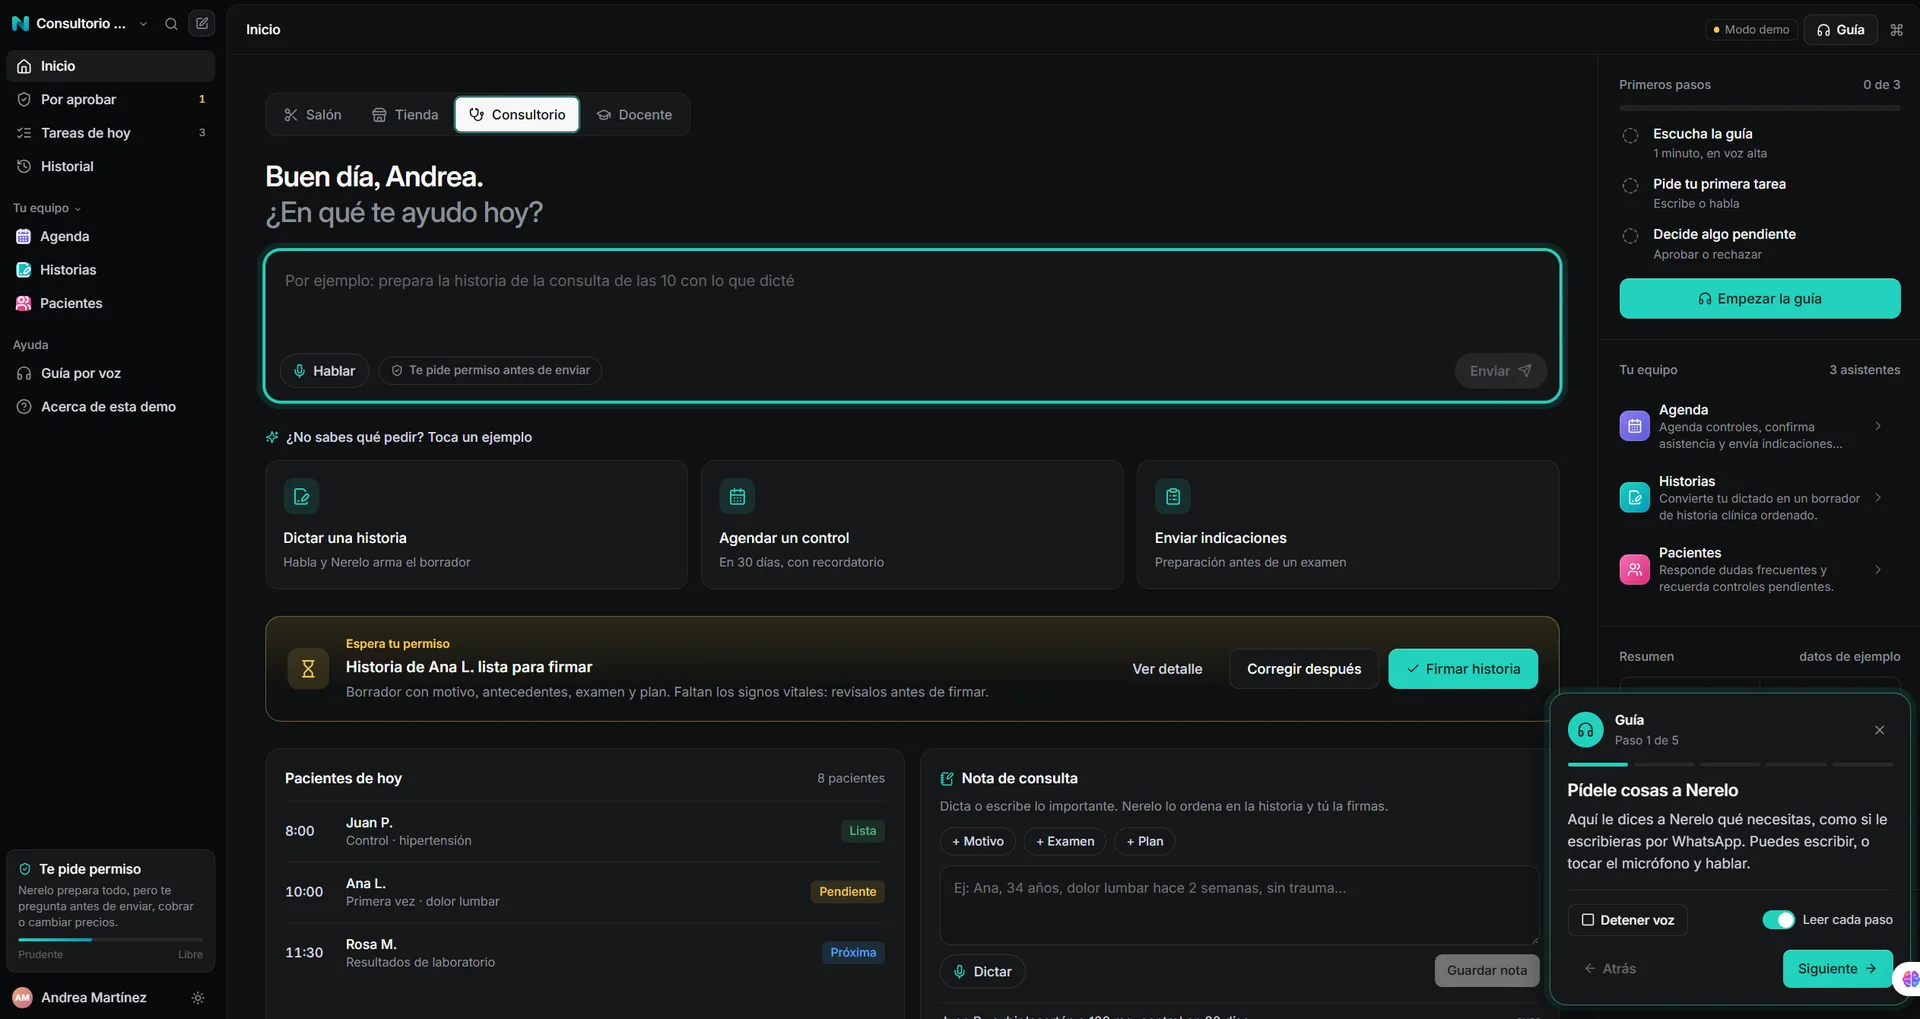 Consultorio ...
Inicio
Por aprobar 1
Tareas de hoy 3
Historial
Tu equipo
Agenda
Historias
Pacientes
Ayuda
Guía por voz
Acerca de esta demo
Te pide permiso
Nerelo prepara todo, pero te
pregunta antes de enviar, cobrar
o cambiar precios.
Prudente Libre
AM Andrea Martínez
Inicio
Modo demo
Guía
Salón Tienda Consultorio Docente
Buen día, Andrea.
¿En qué te ayudo hoy?
Por ejemplo: prepara la historia de la consulta de las 10 con lo que dicté
Hablar
Te pide permiso antes de enviar
Enviar
¿No sabes qué pedir? Toca un ejemplo
Dictar una historia
Habla y Nerelo arma el borrador
Agendar un control
En 30 días, con recordatorio
Enviar indicaciones
Preparación antes de un examen
Espera tu permiso
Historia de Ana L. lista para firmar
Borrador con motivo, antecedentes, examen y plan. Faltan los signos vitales: revísalos antes de firmar.
Ver detalle
Corregir después
Firmar historia
Pacientes de hoy 8 pacientes
8:00 Juan P. Lista
Control · hipertensión
10:00 Ana L. Pendiente
Primera vez · dolor lumbar
11:30 Rosa M. Próxima
Resultados de laboratorio
Nota de consulta
Dicta o escribe lo importante. Nerelo lo ordena en la historia y tú la firmas.
+ Motivo + Examen + Plan
Ej: Ana, 34 años, dolor lumbar hace 2 semanas, sin trauma...
Dictar
Guardar nota
Primeros pasos 0 de 3
Escucha la guía
1 minuto, en voz alta
Pide tu primera tarea
Escribe o habla
Decide algo pendiente
Aprobar o rechazar
Empezar la guía
Tu equipo 3 asistentes
Agenda
Agenda controles, confirma
asistencia y envía indicaciones...
Historias
Convierte tu dictado en un borrador
de historia clínica ordenado.
Pacientes
Responde dudas frecuentes y
recuerda controles pendientes.
Resumen datos de ejemplo
Guía
Paso 1 de 5
Pídele cosas a Nerelo
Aquí le dices a Nerelo qué necesitas, como si le
escribieras por WhatsApp. Puedes escribir, o
tocar el micrófono y hablar.
Detener voz
Leer cada paso
Atrás
Siguiente